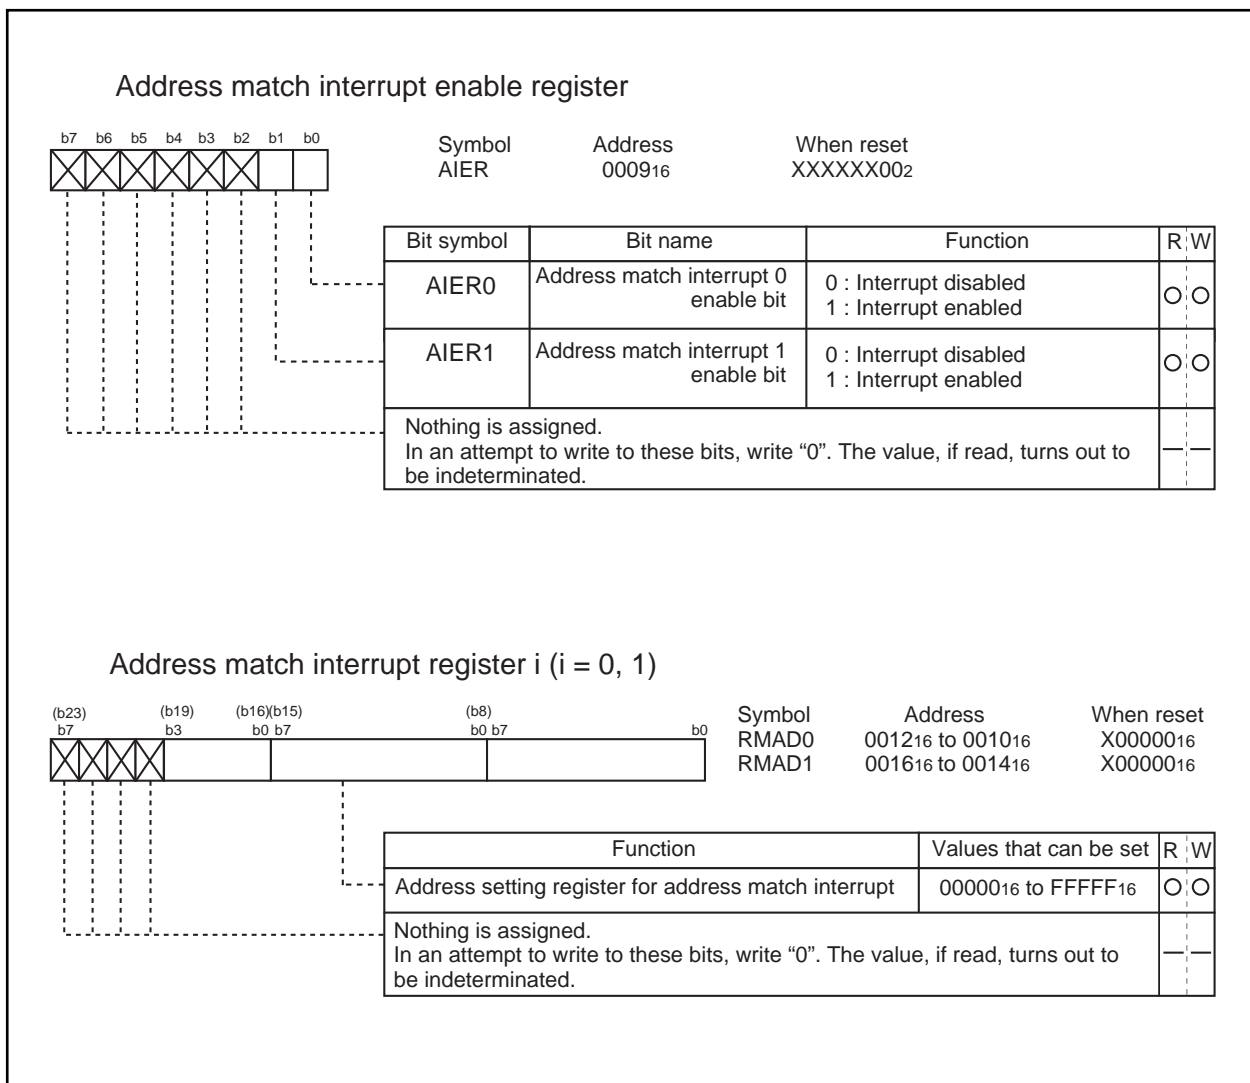 Address match interrupt enable register
b7 b6 b5 b4 b3 b2 b1 b0
Symbol Address When reset
AIER 000916 XXXXXX002
Bit symbol Bit name Function R W
AIER0 Address match interrupt 0 enable bit 0 : Interrupt disabled
1 : Interrupt enabled
AIER1 Address match interrupt 1 enable bit 0 : Interrupt disabled
1 : Interrupt enabled
Nothing is assigned.
In an attempt to write to these bits, write “0”. The value, if read, turns out to
be indeterminated.
Address match interrupt register i (i = 0, 1)
(b23) (b19) (b16)(b15) (b8)
b7 b3 b0 b7 b0 b7 b0
Symbol Address When reset
RMAD0 001216 to 001016 X0000016
RMAD1 001616 to 001416 X0000016
Function Values that can be set R W
Address setting register for address match interrupt 0000016 to FFFFF16
Nothing is assigned.
In an attempt to write to these bits, write “0”. The value, if read, turns out to
be indeterminated.